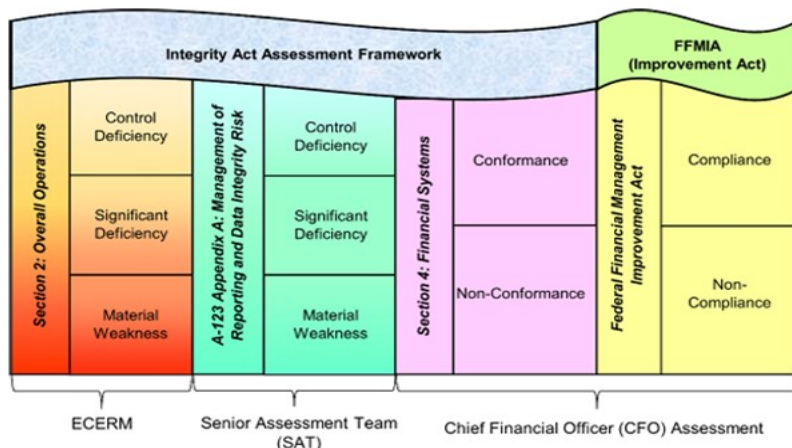 Integrity Act Assessment Framework
FFMIA
(Improvement Act)
Section 2: Overall Operations
Control
Deficiency
Significant
Deficiency
Material
Weakness
A-123 Appendix A: Management of
Reporting and Data Integrity Risk
Control
Deficiency
Significant
Deficiency
Material
Weakness
Section 4: Financial Systems
Conformance
Non-Conformance
Federal Financial Management
Improvement Act
Compliance
Non-
Compliance
ECERM
Senior Assessment Team
(SAT)
Chief Financial Officer (CFO) Assessment